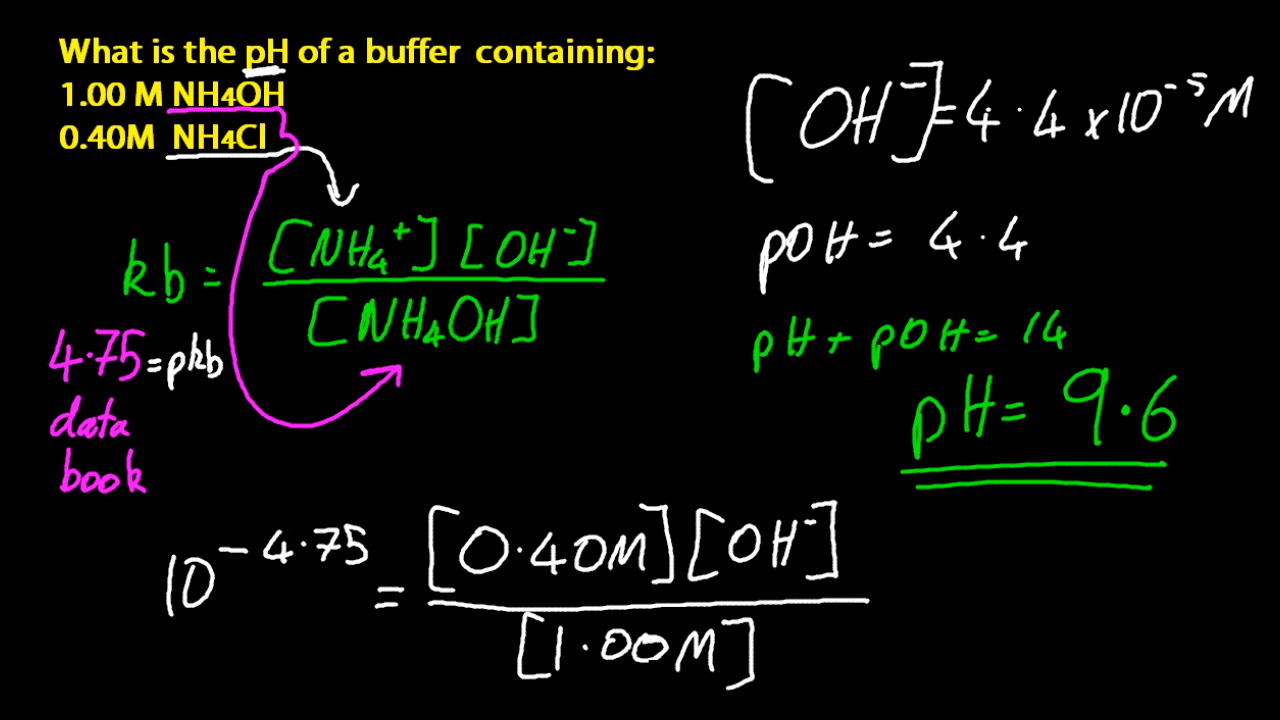 What is the pH of a buffer containing:
1.00 M NH4OH
0.40M NH4Cl
kb = [NH4+] [OH-]
[NH4OH]
4.75 = pkb
data
book
10^-4.75 = [0.40M] [OH-]
[1.00M]
[OH-] = 4.4 x 10^-5 M
pOH = 4.4
pH + pOH = 14
pH = 9.6